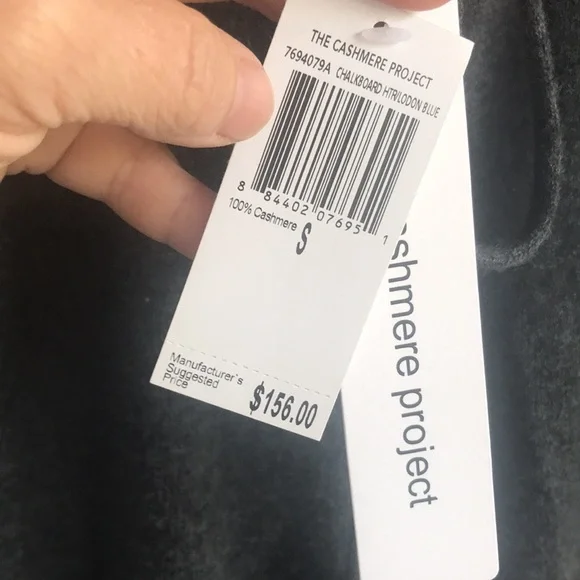 THE CASHMERE PROJECT
7694079A CHALKBOARD HTR/LODON BLUE
8 84402 07695 1
100% Cashmere
S
Manufacturer's
Suggested
Price
$156.00
shmere project